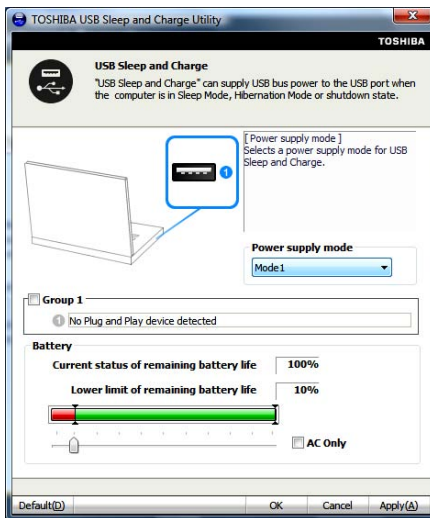 TOSHIBA USB Sleep and Charge Utility
TOSHIBA
USB Sleep and Charge
"USB Sleep and Charge" can supply USB bus power to the USB port when
the computer is in Sleep Mode, Hibernation Mode or shutdown state.
[Power supply mode ]
Selects a power supply mode for USB
Sleep and Charge.
1
Power supply mode
Mode1
Group 1
1 No Plug and Play device detected
Battery
Current status of remaining battery life 100%
Lower limit of remaining battery life 10%
AC Only
Default(D) OK Cancel Apply(A)